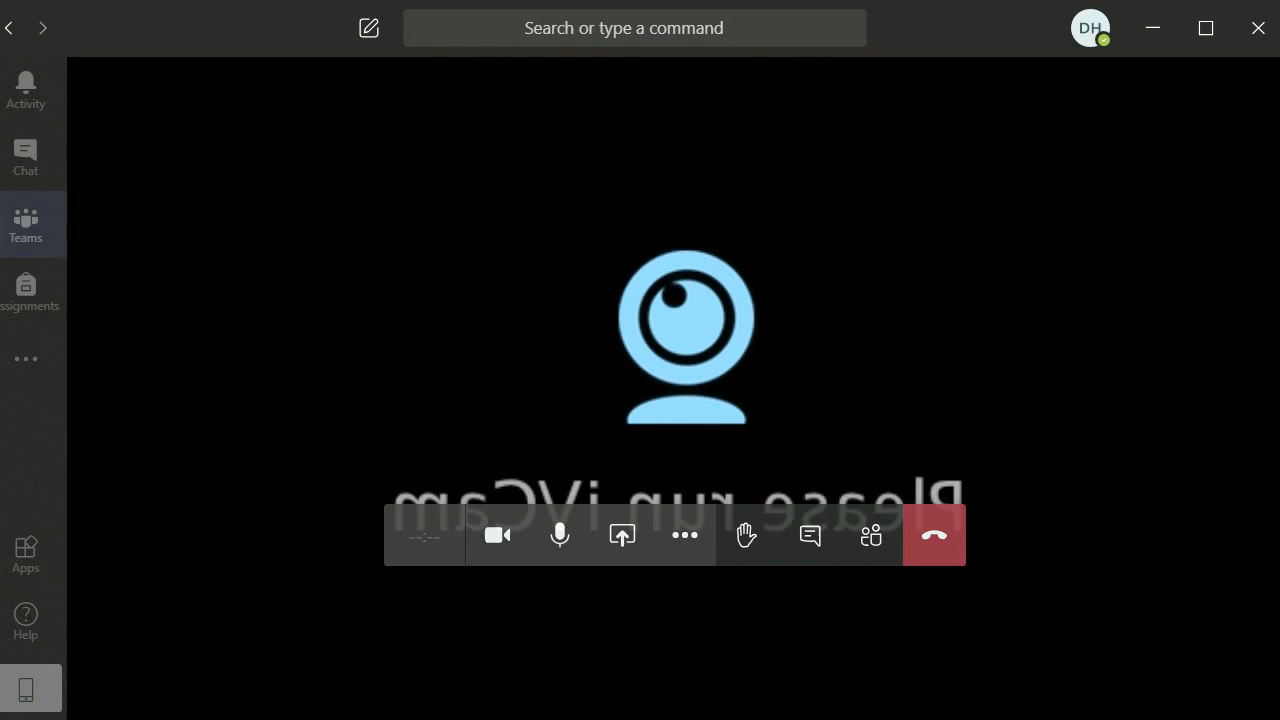 Search or type a command
DH
Activity
Chat
Teams
ssignments
Please run iVCam
--:--
Apps
Help